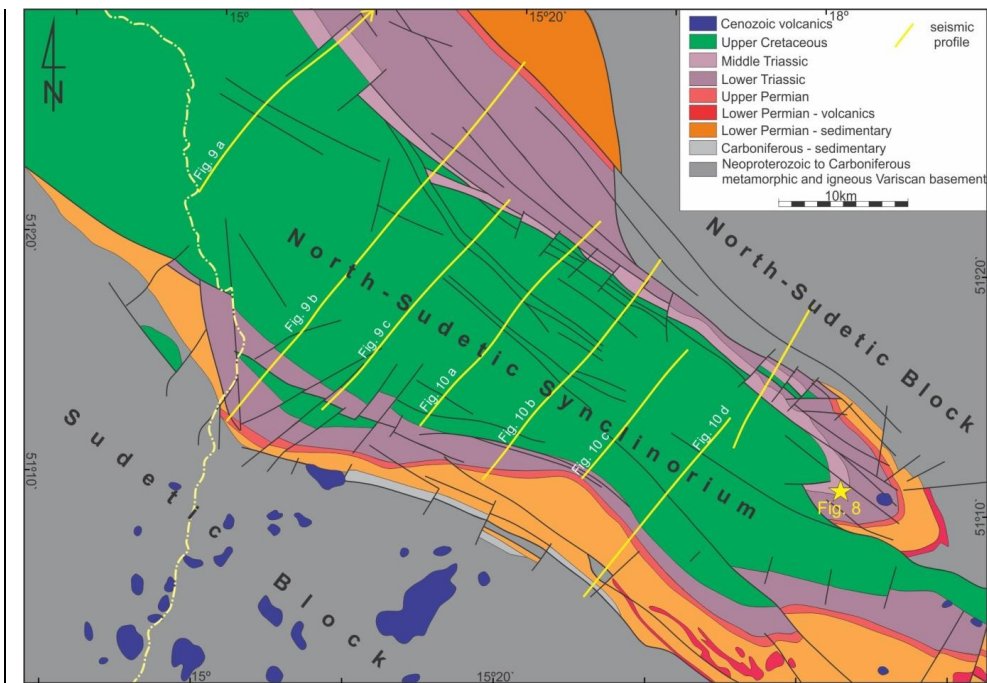 15°
15°20`
18°
Cenozoic volcanics
Upper Cretaceous
Middle Triassic
Lower Triassic
Upper Permian
Lower Permian - volcanics
Lower Permian - sedimentary
Carboniferous - sedimentary
Neoproterozoic to Carboniferous
metamorphic and igneous Variscan basement
10km
seismic
profile
N
Fig. 9 a
51°20`
51°20`
North-Sudetic Block
North-Sudetic Synclinorium
Fig. 9 b
Fig. 9 c
Fig. 10 a
Fig. 10 b
Fig. 10 c
Fig. 10 d
Fig. 8
51°10`
51°10`
Sudetic
Block
15°
15°20`